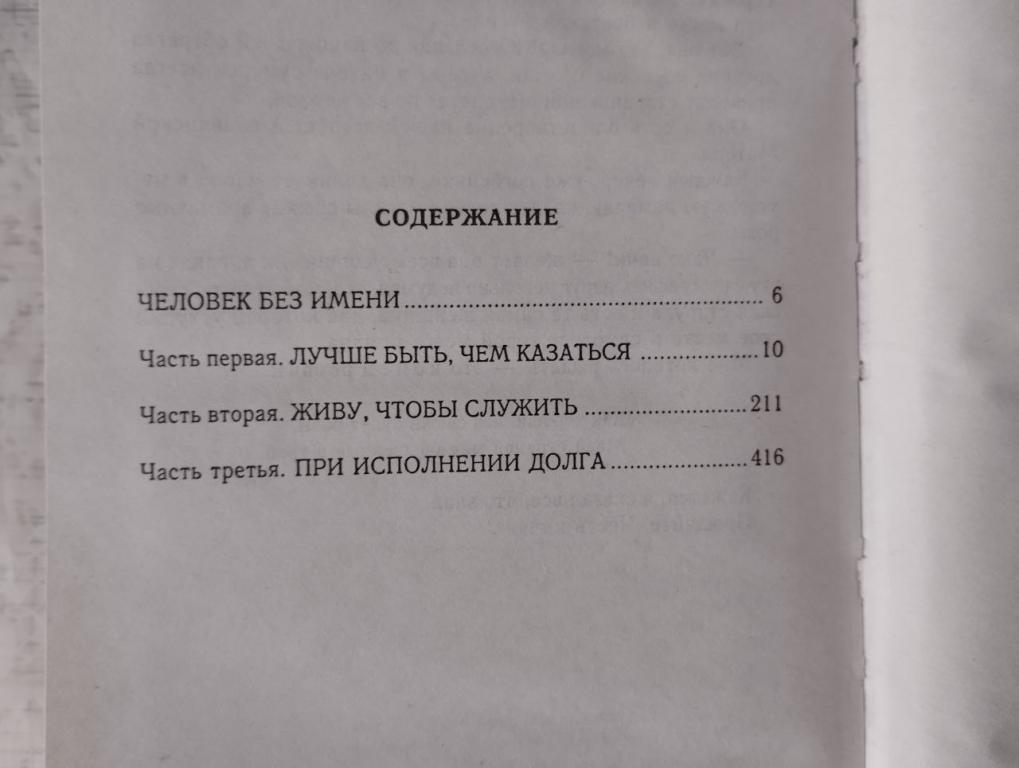 СОДЕРЖАНИЕ
ЧЕЛОВЕК БЕЗ ИМЕНИ ........ 6
Часть первая. ЛУЧШЕ БЫТЬ, ЧЕМ КАЗАТЬСЯ ........ 10
Часть вторая. ЖИВУ, ЧТОБЫ СЛУЖИТЬ ........ 211
Часть третья. ПРИ ИСПОЛНЕНИИ ДОЛГА ........ 416